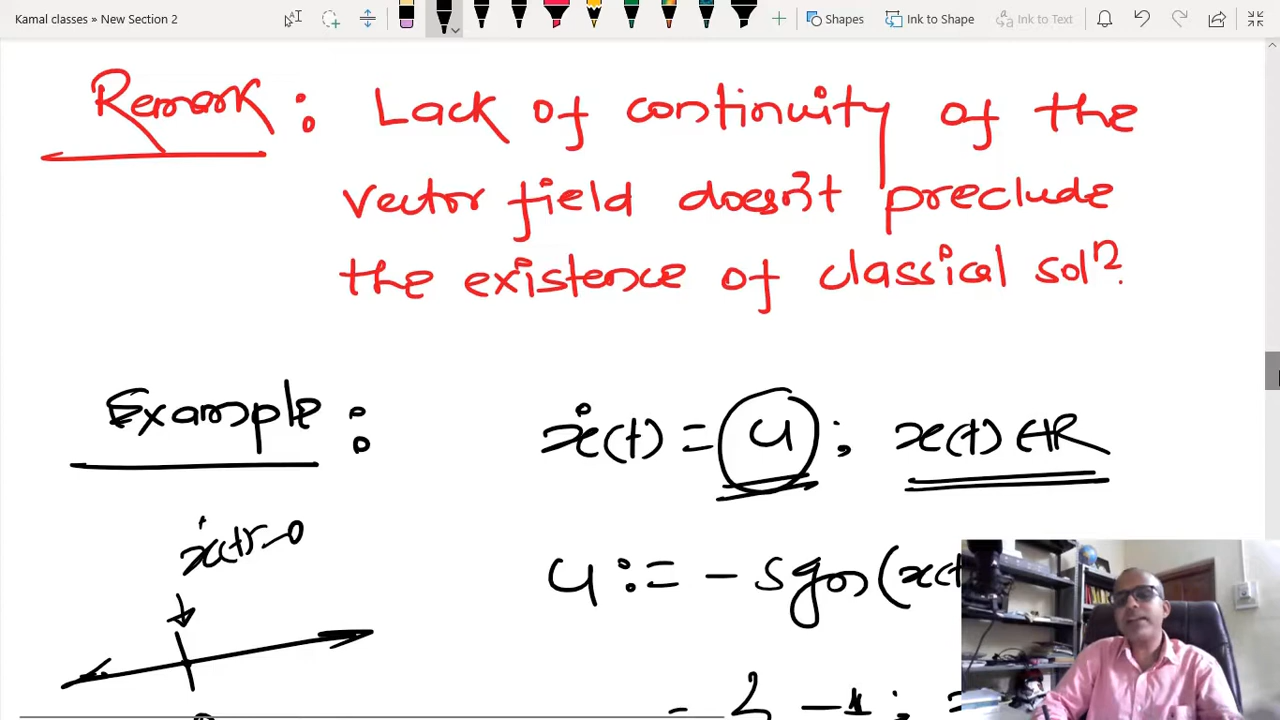 Kamal classes » New Section 2
Shapes
Ink to Shape
Ink to Text
Remark : Lack of continuity of the
vector field doesn't preclude
the existence of classical solⁿ.
Example : ẋ(t) = u ; x(t) ∈ R
ẋ(t) = 0
u := - sgn(x(t
= { -1 ; =